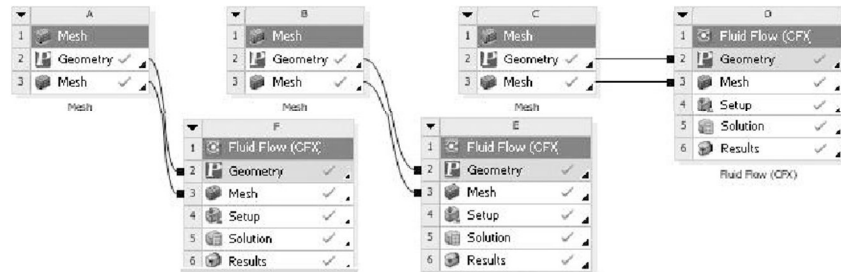 A
1 Mesh
2 Geometry
3 Mesh
Mesh
B
1 Mesh
2 Geometry
3 Mesh
Mesh
C
1 Mesh
2 Geometry
3 Mesh
Mesh
D
1 Fluid Flow (CFX)
2 Geometry
3 Mesh
4 Setup
5 Solution
6 Results
Fluid Flow (CFX)
F
1 Fluid Flow (CFX)
2 Geometry
3 Mesh
4 Setup
5 Solution
6 Results
E
1 Fluid Flow (CFX)
2 Geometry
3 Mesh
4 Setup
5 Solution
6 Results